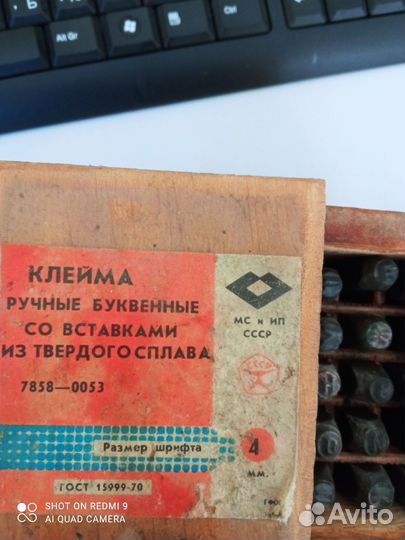 Alt Gr
Ctrl
КЛЕЙМА
РУЧНЫЕ БУКВЕННЫЕ
СО ВСТАВКАМИ
ИЗ ТВЕРДОГО СПЛАВА
7858—0053
МС и ИП
СССР
Размер шрифта
4
мм.
ГОСТ 15999-70
SHOT ON REDMI 9
AI QUAD CAMERA
Avito